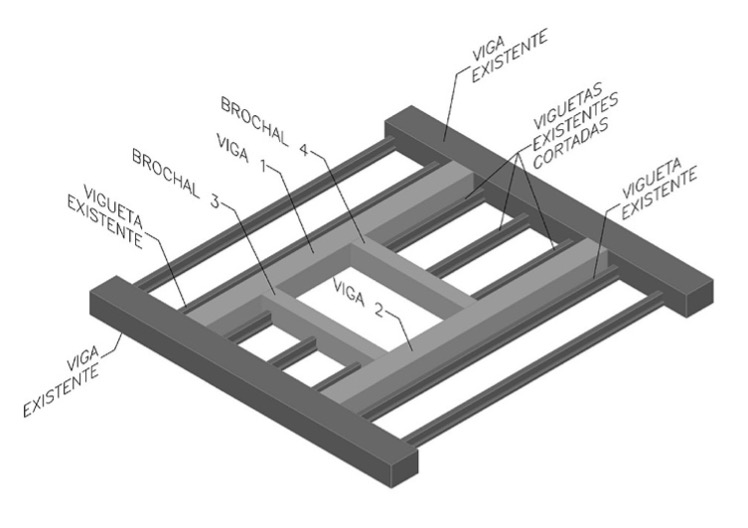 VIGA
EXISTENTE
VIGUETAS
EXISTENTES
CORTADAS
BROCHAL 4
VIGA 1
BROCHAL 3
VIGUETA
EXISTENTE
VIGUETA
EXISTENTE
VIGA 2
VIGA
EXISTENTE